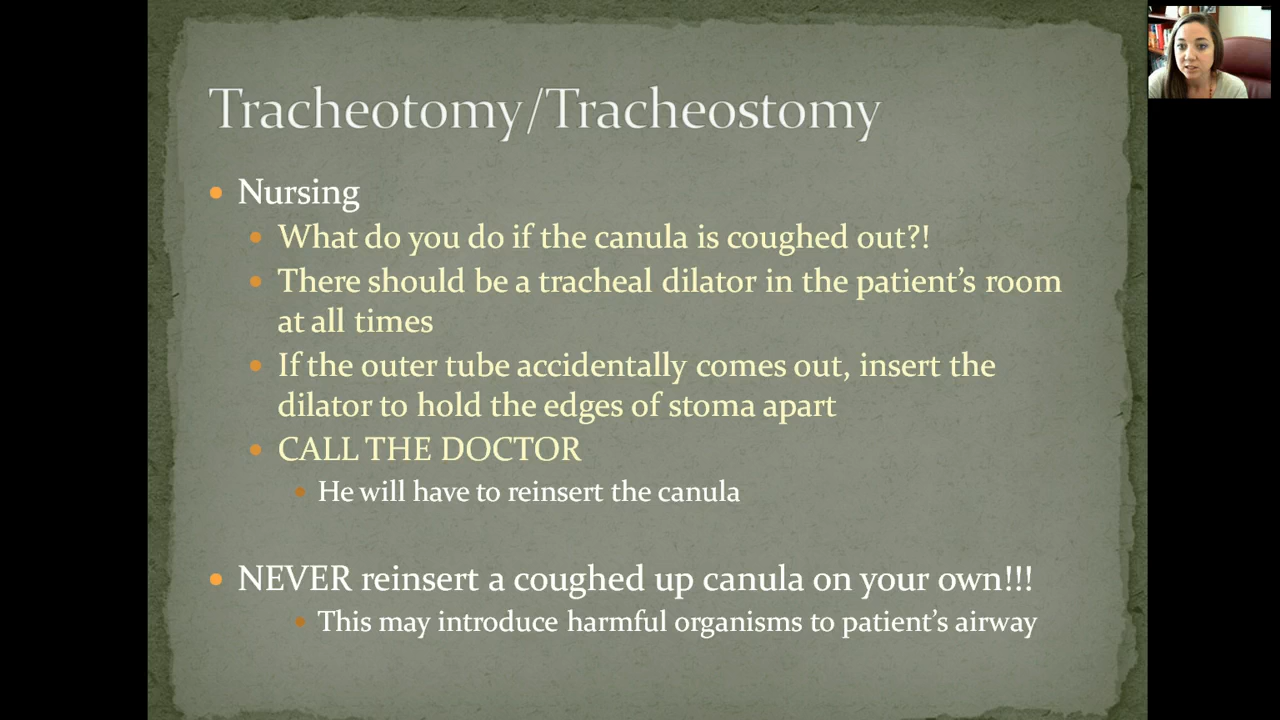 Tracheotomy/Tracheostomy
Nursing
What do you do if the canula is coughed out?!
There should be a tracheal dilator in the patient's room
at all times
If the outer tube accidentally comes out, insert the
dilator to hold the edges of stoma apart
CALL THE DOCTOR
He will have to reinsert the canula
NEVER reinsert a coughed up canula on your own!!!
This may introduce harmful organisms to patient's airway